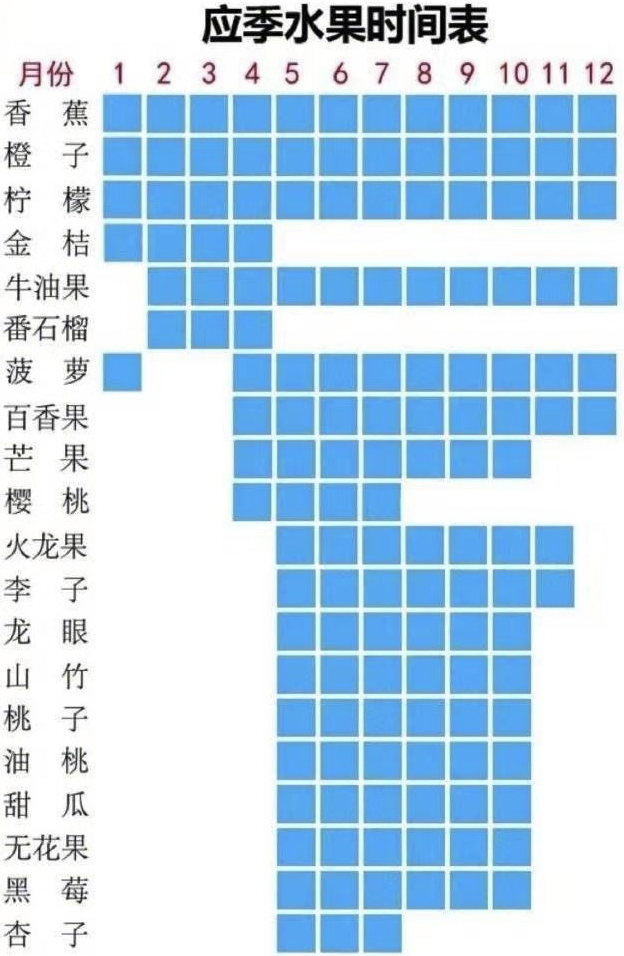 应季水果时间表
月份 1 2 3 4 5 6 7 8 9 10 11 12
香 蕉
橙 子
柠 檬
金 桔
牛油果
番石榴
菠 萝
百香果
芒 果
樱 桃
火龙果
李 子
龙 眼
山 竹
桃 子
油 桃
甜 瓜
无花果
黑 莓
杏 子